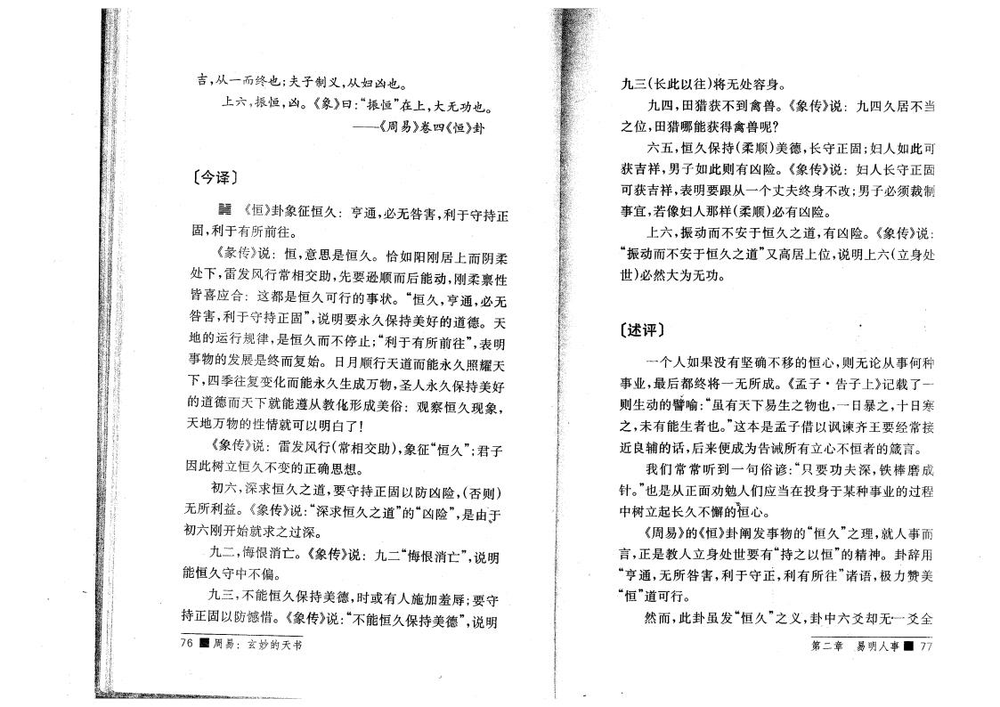 吉,从一而终也;夫子制义,从妇凶也。
上六,振恒,凶。《象》曰:“振恒”在上,大无功也。
——《周易》卷四《恒》卦
〔今译〕
䷟ 《恒》卦象征恒久: 亨通,必无咎害,利于守持正
固,利于有所前往。
《彖传》说: 恒,意思是恒久。恰如阳刚居上而阴柔
处下,雷发风行常相交助,先要逊顺而后能动,刚柔禀性
皆喜应合: 这都是恒久可行的事状。“恒久,亨通,必无
咎害,利于守持正固”,说明要永久保持美好的道德。天
地的运行规律,是恒久而不停止;“利于有所前往”,表明
事物的发展是终而复始。日月顺行天道而能永久照耀天
下,四季往复变化而能永久生成万物,圣人永久保持美好
的道德而天下就能遵从教化形成美俗: 观察恒久现象,
天地万物的性情就可以明白了!
《象传》说: 雷发风行(常相交助),象征“恒久”;君子
因此树立恒久不变的正确思想。
初六,深求恒久之道,要守持正固以防凶险,(否则)
无所利益。《象传》说:“深求恒久之道”的“凶险”,是由于
初六刚开始就求之过深。
九二,悔恨消亡。《象传》说: 九二“悔恨消亡”,说明
能恒久守中不偏。
九三,不能恒久保持美德,时或有人施加羞辱;要守
持正固以防憾惜。《象传》说:“不能恒久保持美德”,说明
76 ■ 周易: 玄妙的天书
九三(长此以往)将无处容身。
九四,田猎获不到禽兽。《象传》说: 九四久居不当
之位,田猎哪能获得禽兽呢?
六五,恒久保持(柔顺)美德,长守正固;妇人如此可
获吉祥,男子如此则有凶险。《象传》说: 妇人长守正固
可获吉祥,表明要跟从一个丈夫终身不改;男子必须裁制
事宜,若像妇人那样(柔顺)必有凶险。
上六,振动而不安于恒久之道,有凶险。《象传》说:
“振动而不安于恒久之道”又高居上位,说明上六(立身处
世)必然大为无功。
〔述评〕
一个人如果没有坚确不移的恒心,则无论从事何种
事业,最后都终将一无所成。《孟子·告子上》记载了一
则生动的譬喻:“虽有天下易生之物也,一日暴之,十日寒
之,未有能生者也。”这本是孟子借以讽谏齐王要经常接
近良辅的话,后来便成为告诫所有立心不恒者的箴言。
我们常常听到一句俗谚:“只要功夫深,铁棒磨成
针。”也是从正面劝勉人们应当在投身于某种事业的过程
中树立起长久不懈的恒心。
《周易》的《恒》卦阐发事物的“恒久”之理,就人事而
言,正是教人立身处世要有“持之以恒”的精神。卦辞用
“亨通,无所咎害,利于守正,利有所往”诸语,极力赞美
“恒”道可行。
然而,此卦虽发“恒久”之义,卦中六爻却无一爻全
第二章 易明人事 ■ 77